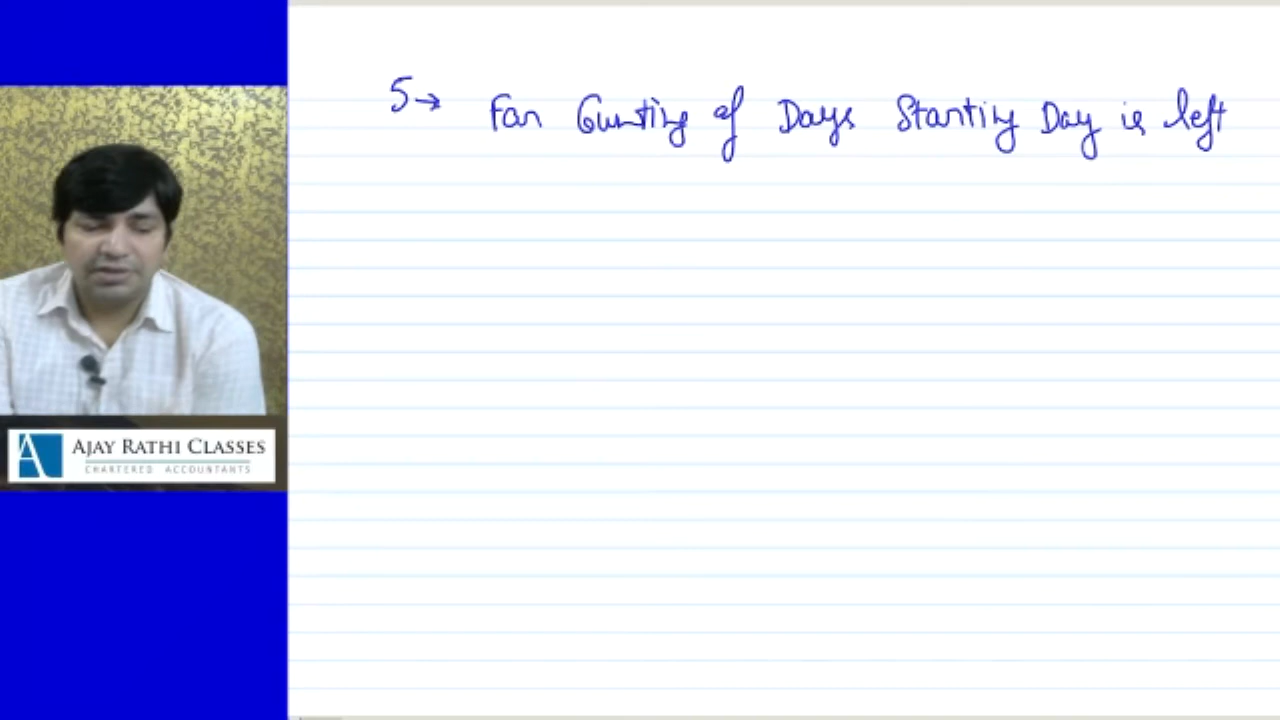 5→ For Counting of Days Starting Day is left
AJAY RATHI CLASSES
CHARTERED ACCOUNTANTS